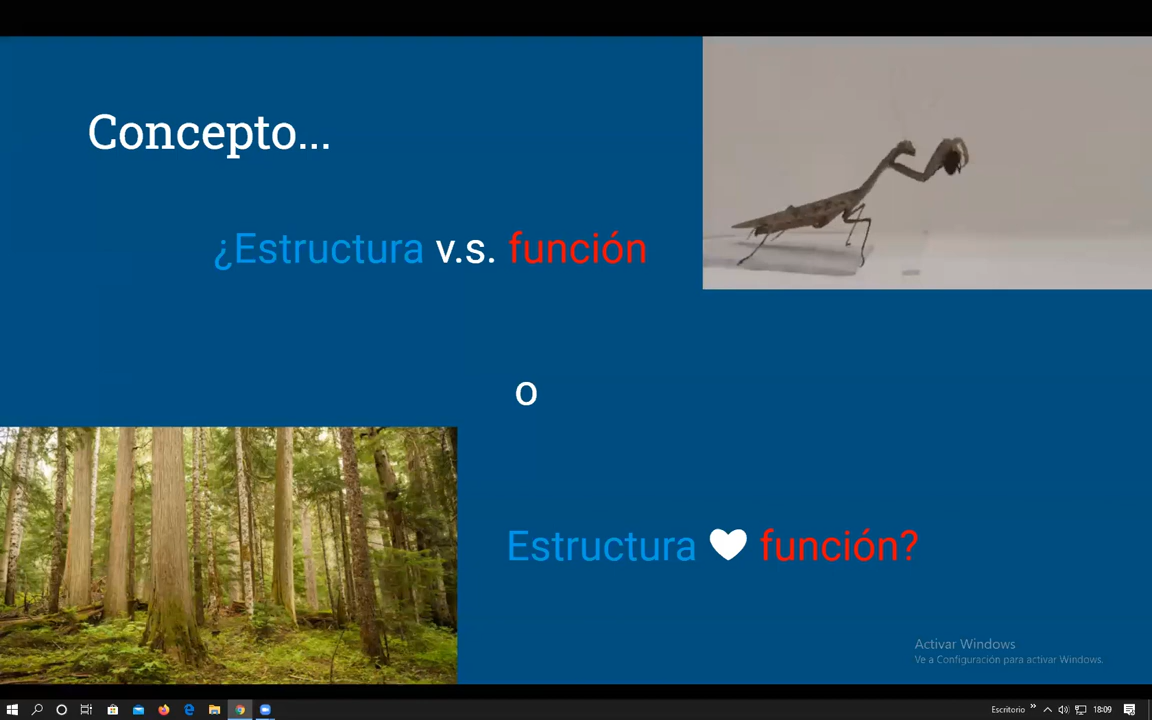 Concepto...
¿Estructura v.s. función
o
Estructura 🤍 función?
Activar Windows
Ve a Configuración para activar Windows.
Escritorio » 18:09